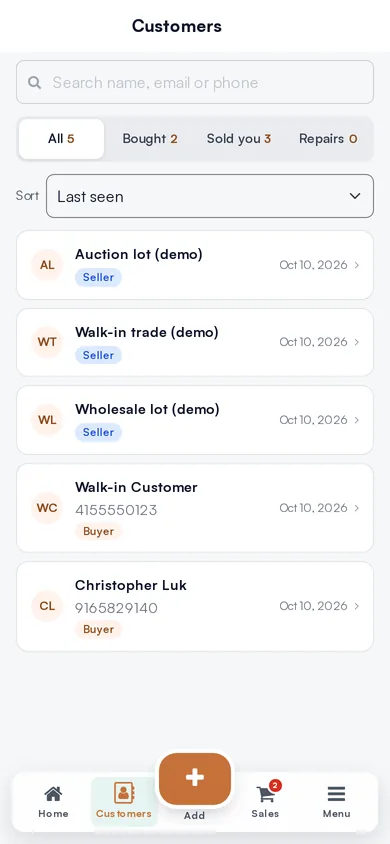 Customers
Search name, email or phone
All 5 Bought 2 Sold you 3 Repairs 0
Sort Last seen
AL Auction lot (demo) Oct 10, 2026
Seller
WT Walk-in trade (demo) Oct 10, 2026
Seller
WL Wholesale lot (demo) Oct 10, 2026
Seller
Walk-in Customer
WC 4155550123 Oct 10, 2026
Buyer
Christopher Luk
CL 9165829140 Oct 10, 2026
Buyer
2
Home Customers Add Sales Menu